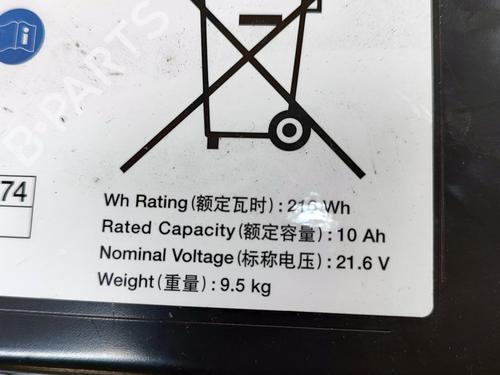 B-PARTS
74
Wh Rating(额定瓦时) : 216 Wh
Rated Capacity(额定容量) : 10 Ah
Nominal Voltage(标称电压) : 21.6 V
Weight(重量) : 9.5 kg